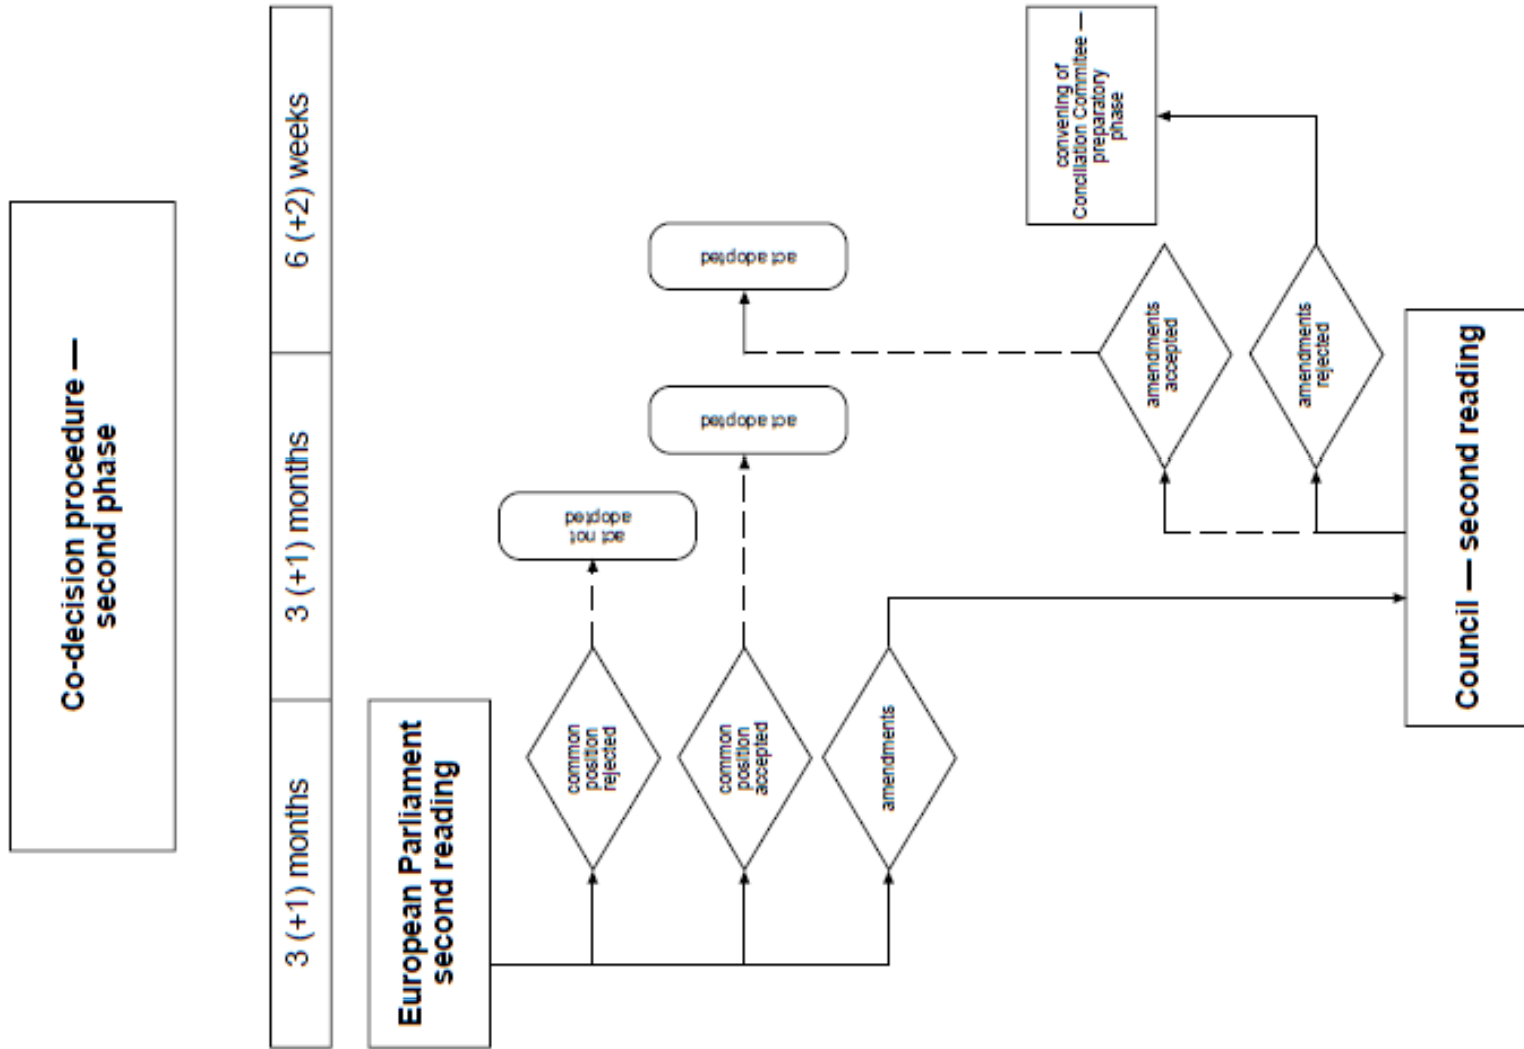 Co-decision procedure —
second phase
3 (+1) months
3 (+1) months
6 (+2) weeks
European Parliament
second reading
common
position
rejected
act not
adopted
common
position
accepted
act adopted
amendments
act adopted
amendments
accepted
amendments
rejected
convening of
Conciliation Commitee —
preparatory
phase
Council — second reading